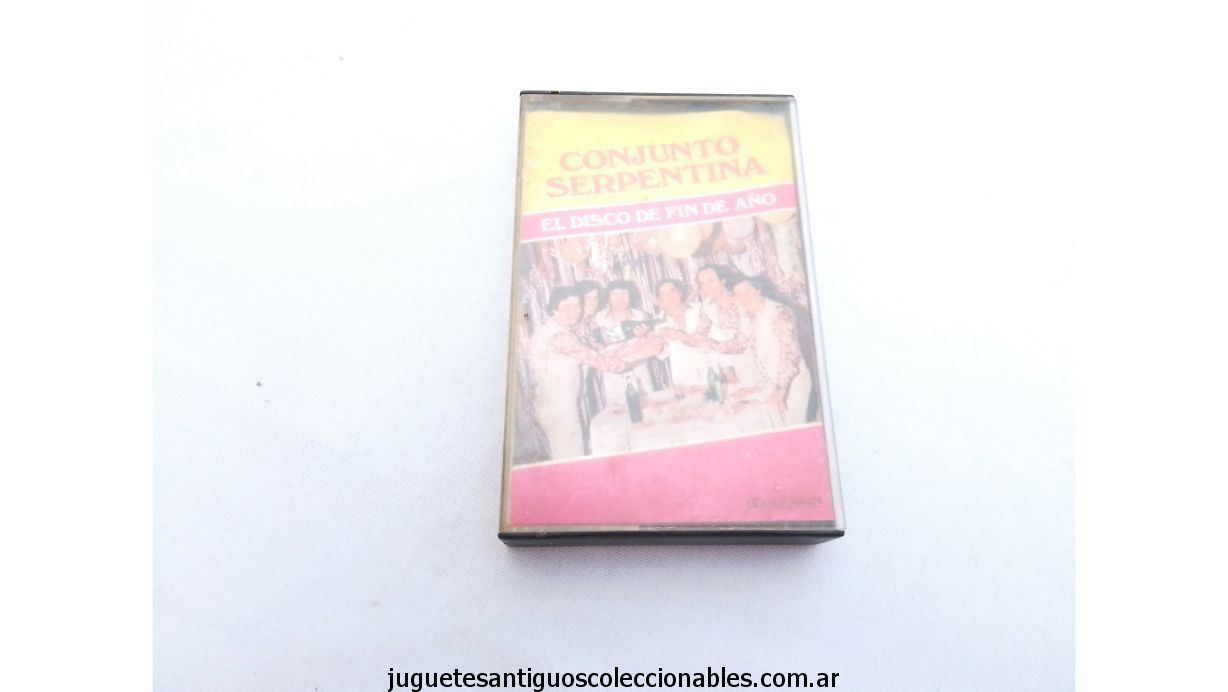 CONJUNTO
SERPENTINA
EL DISCO DE FIN DE AÑO
juguetesantiguoscoleccionables.com.ar